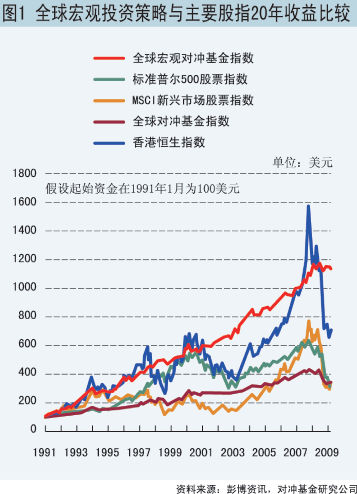 图1 全球宏观投资策略与主要股指20年收益比较
全球宏观对冲基金指数
标准普尔500股票指数
MSCI新兴市场股票指数
全球对冲基金指数
香港恒生指数
单位：美元
假设起始资金在1991年1月为100美元
1800
1600
1400
1200
1000
800
600
400
200
0
1991 1993 1995 1997 1999 2001 2003 2005 2007 2009
资料来源：彭博资讯，对冲基金研究公司